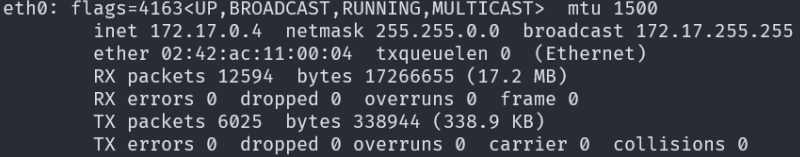 eth0: flags=4163<UP,BROADCAST,RUNNING,MULTICAST>  mtu 1500
        inet 172.17.0.4  netmask 255.255.0.0  broadcast 172.17.255.255
        ether 02:42:ac:11:00:04  txqueuelen 0  (Ethernet)
        RX packets 12594  bytes 17266655 (17.2 MB)
        RX errors 0  dropped 0  overruns 0  frame 0
        TX packets 6025  bytes 338944 (338.9 KB)
        TX errors 0  dropped 0 overruns 0  carrier 0  collisions 0